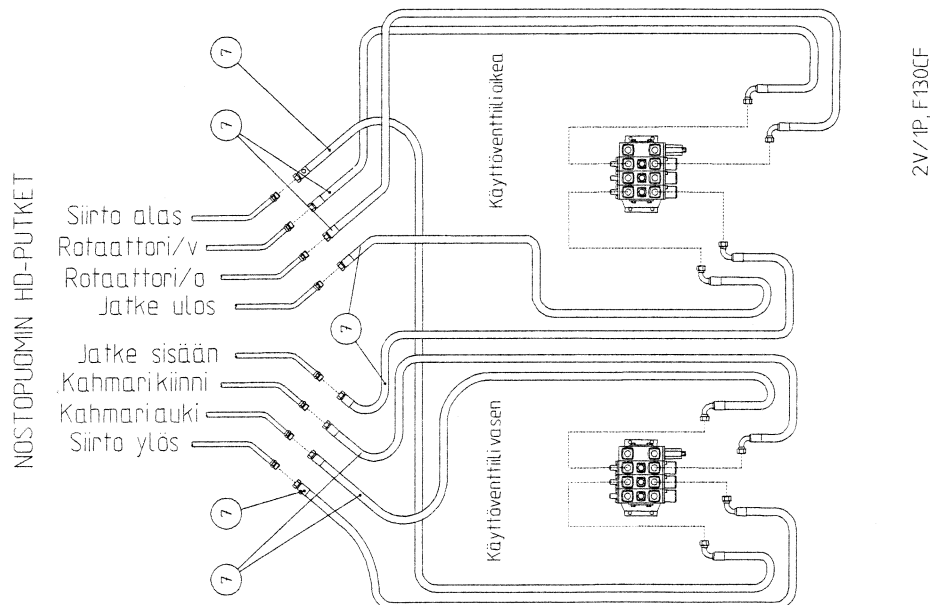 NOSTOPUOMIN HD-PUTKET
Siirto alas
Rotaattori/v
Rotaattori/o
Jatke ulos
Jatke sisään
Kahmari kiinni
Kahmari auki
Siirto ylös
7
7
7
7
7
Käyttöventtiili oikea
Käyttöventtiili vasen
2V/1P, F130CF